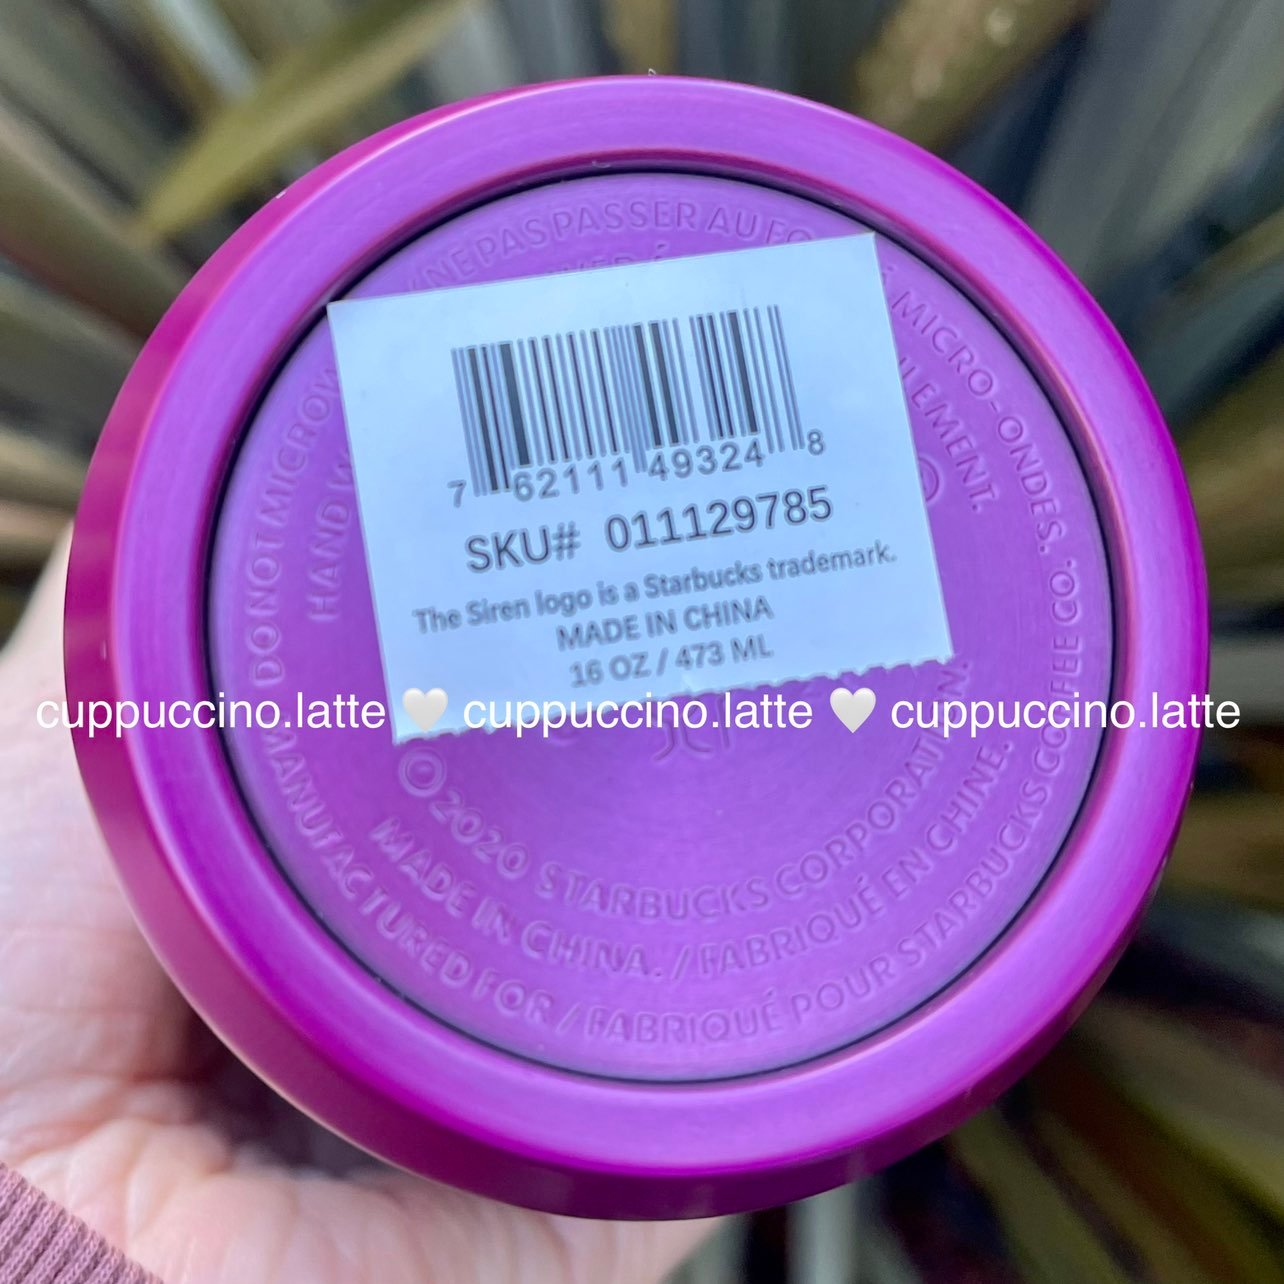 NE PAS PASSER AU FO
MICRO-ONDES.
DO NOT MICROW
HAND W
LEMENT.
7 62111 49324 8
SKU# 011129785
The Siren logo is a Starbucks trademark.
MADE IN CHINA
16 OZ / 473 ML
cuppuccino.latte 🤍 cuppuccino.latte 🤍 cuppuccino.latte
© 2020 STARBUCKS CORPORATION.
MADE IN CHINA. / FABRIQUÉ EN CHINE.
MANUFACTURED FOR / FABRIQUÉ POUR STARBUCKS COFFEE CO.